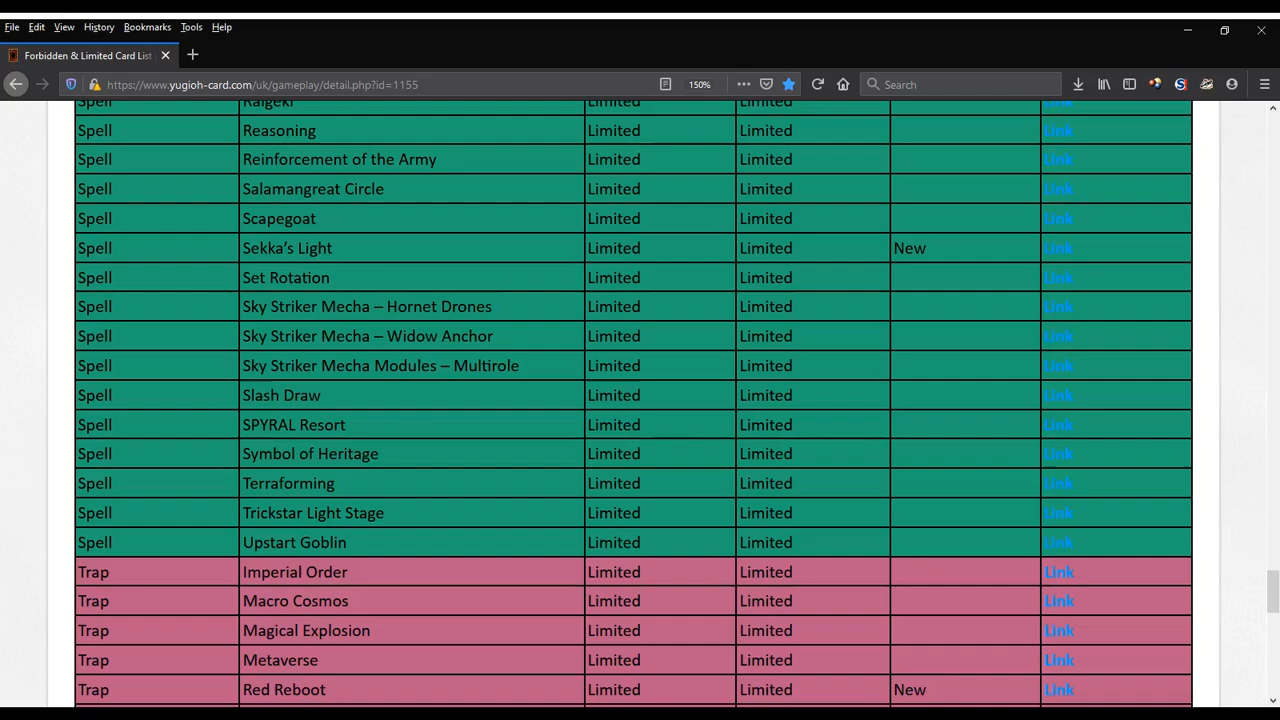 File Edit View History Bookmarks Tools Help
Forbidden & Limited Card List
https://www.yugioh-card.com/uk/gameplay/detail.php?id=1155 150% Search
Spell Raigeki Limited Limited Link
Spell Reasoning Limited Limited Link
Spell Reinforcement of the Army Limited Limited Link
Spell Salamangreat Circle Limited Limited Link
Spell Scapegoat Limited Limited Link
Spell Sekka’s Light Limited Limited New Link
Spell Set Rotation Limited Limited Link
Spell Sky Striker Mecha – Hornet Drones Limited Limited Link
Spell Sky Striker Mecha – Widow Anchor Limited Limited Link
Spell Sky Striker Mecha Modules – Multirole Limited Limited Link
Spell Slash Draw Limited Limited Link
Spell SPYRAL Resort Limited Limited Link
Spell Symbol of Heritage Limited Limited Link
Spell Terraforming Limited Limited Link
Spell Trickstar Light Stage Limited Limited Link
Spell Upstart Goblin Limited Limited Link
Trap Imperial Order Limited Limited Link
Trap Macro Cosmos Limited Limited Link
Trap Magical Explosion Limited Limited Link
Trap Metaverse Limited Limited Link
Trap Red Reboot Limited Limited New Link